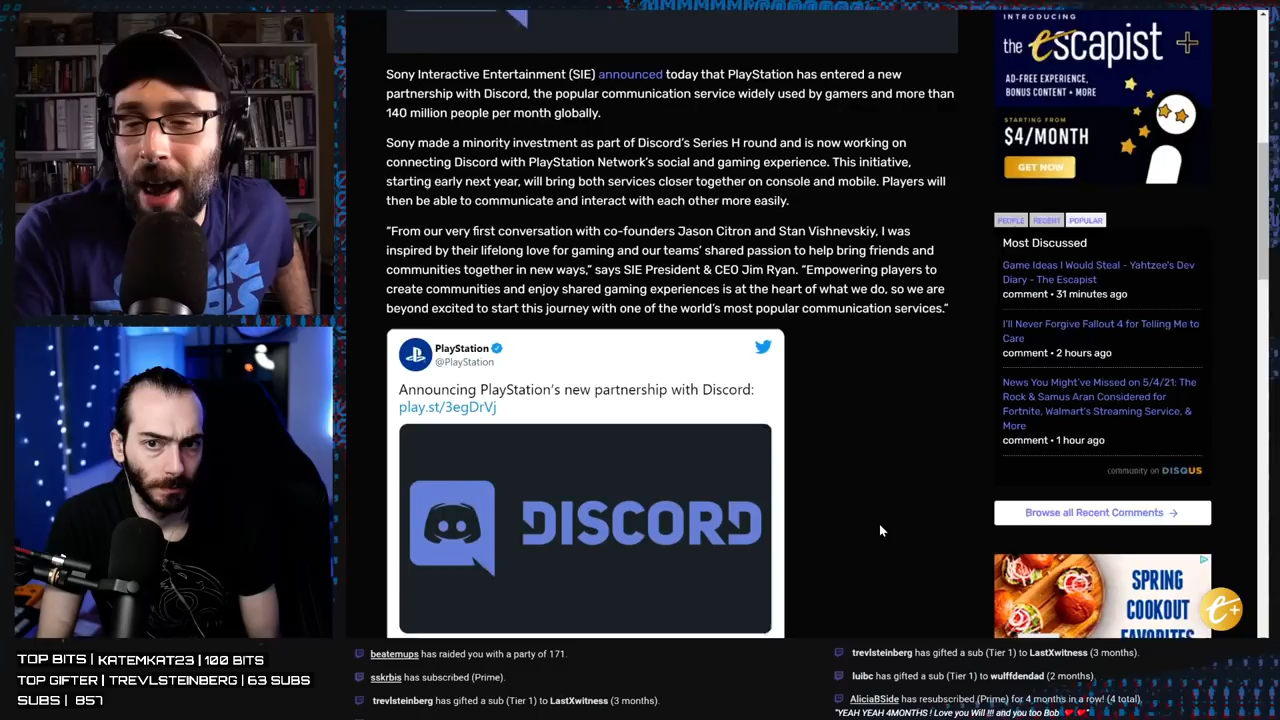 Sony Interactive Entertainment (SIE) announced today that PlayStation has entered a new
partnership with Discord, the popular communication service widely used by gamers and more than
140 million people per month globally.
Sony made a minority investment as part of Discord's Series H round and is now working on
connecting Discord with PlayStation Network's social and gaming experience. This initiative,
starting early next year, will bring both services closer together on console and mobile. Players will
then be able to communicate and interact with each other more easily.
"From our very first conversation with co-founders Jason Citron and Stan Vishnevskiy, I was
inspired by their lifelong love for gaming and our teams' shared passion to help bring friends and
communities together in new ways," says SIE President & CEO Jim Ryan. "Empowering players to
create communities and enjoy shared gaming experiences is at the heart of what we do, so we are
beyond excited to start this journey with one of the world's most popular communication services."
PlayStation
@PlayStation
Announcing PlayStation's new partnership with Discord:
play.st/3egDrVj
DISCORD
INTRODUCING
the escapist +
AD-FREE EXPERIENCE,
BONUS CONTENT + MORE
STARTING FROM
$4/MONTH
GET NOW
PEOPLE RECENT POPULAR
Most Discussed
Game Ideas I Would Steal - Yahtzee's Dev
Diary - The Escapist
comment • 31 minutes ago
I'll Never Forgive Fallout 4 for Telling Me to
Care
comment • 2 hours ago
News You Might've Missed on 5/4/21: The
Rock & Samus Aran Considered for
Fortnite, Walmart's Streaming Service, &
More
comment • 1 hour ago
community on DISQUS
Browse all Recent Comments →
SPRING
COOKOUT
FAVORITES
e+
TOP BITS | KATEMKAT23 | 100 BITS
TOP GIFTER | TREVLSTEINBERG | 63 SUBS
SUBS | 857
beatemups has raided you with a party of 171.
sskrbis has subscribed (Prime).
trevlsteinberg has gifted a sub (Tier 1) to LastXwitness (3 months).
trevlsteinberg has gifted a sub (Tier 1) to LastXwitness (3 months).
luibc has gifted a sub (Tier 1) to wulffdendad (2 months).
AliciaBSide has resubscribed (Prime) for 4 months in a row! (4 total).
"YEAH YEAH 4MONTHS ! Love you Will !!! and you too Bob ❤️❤️"